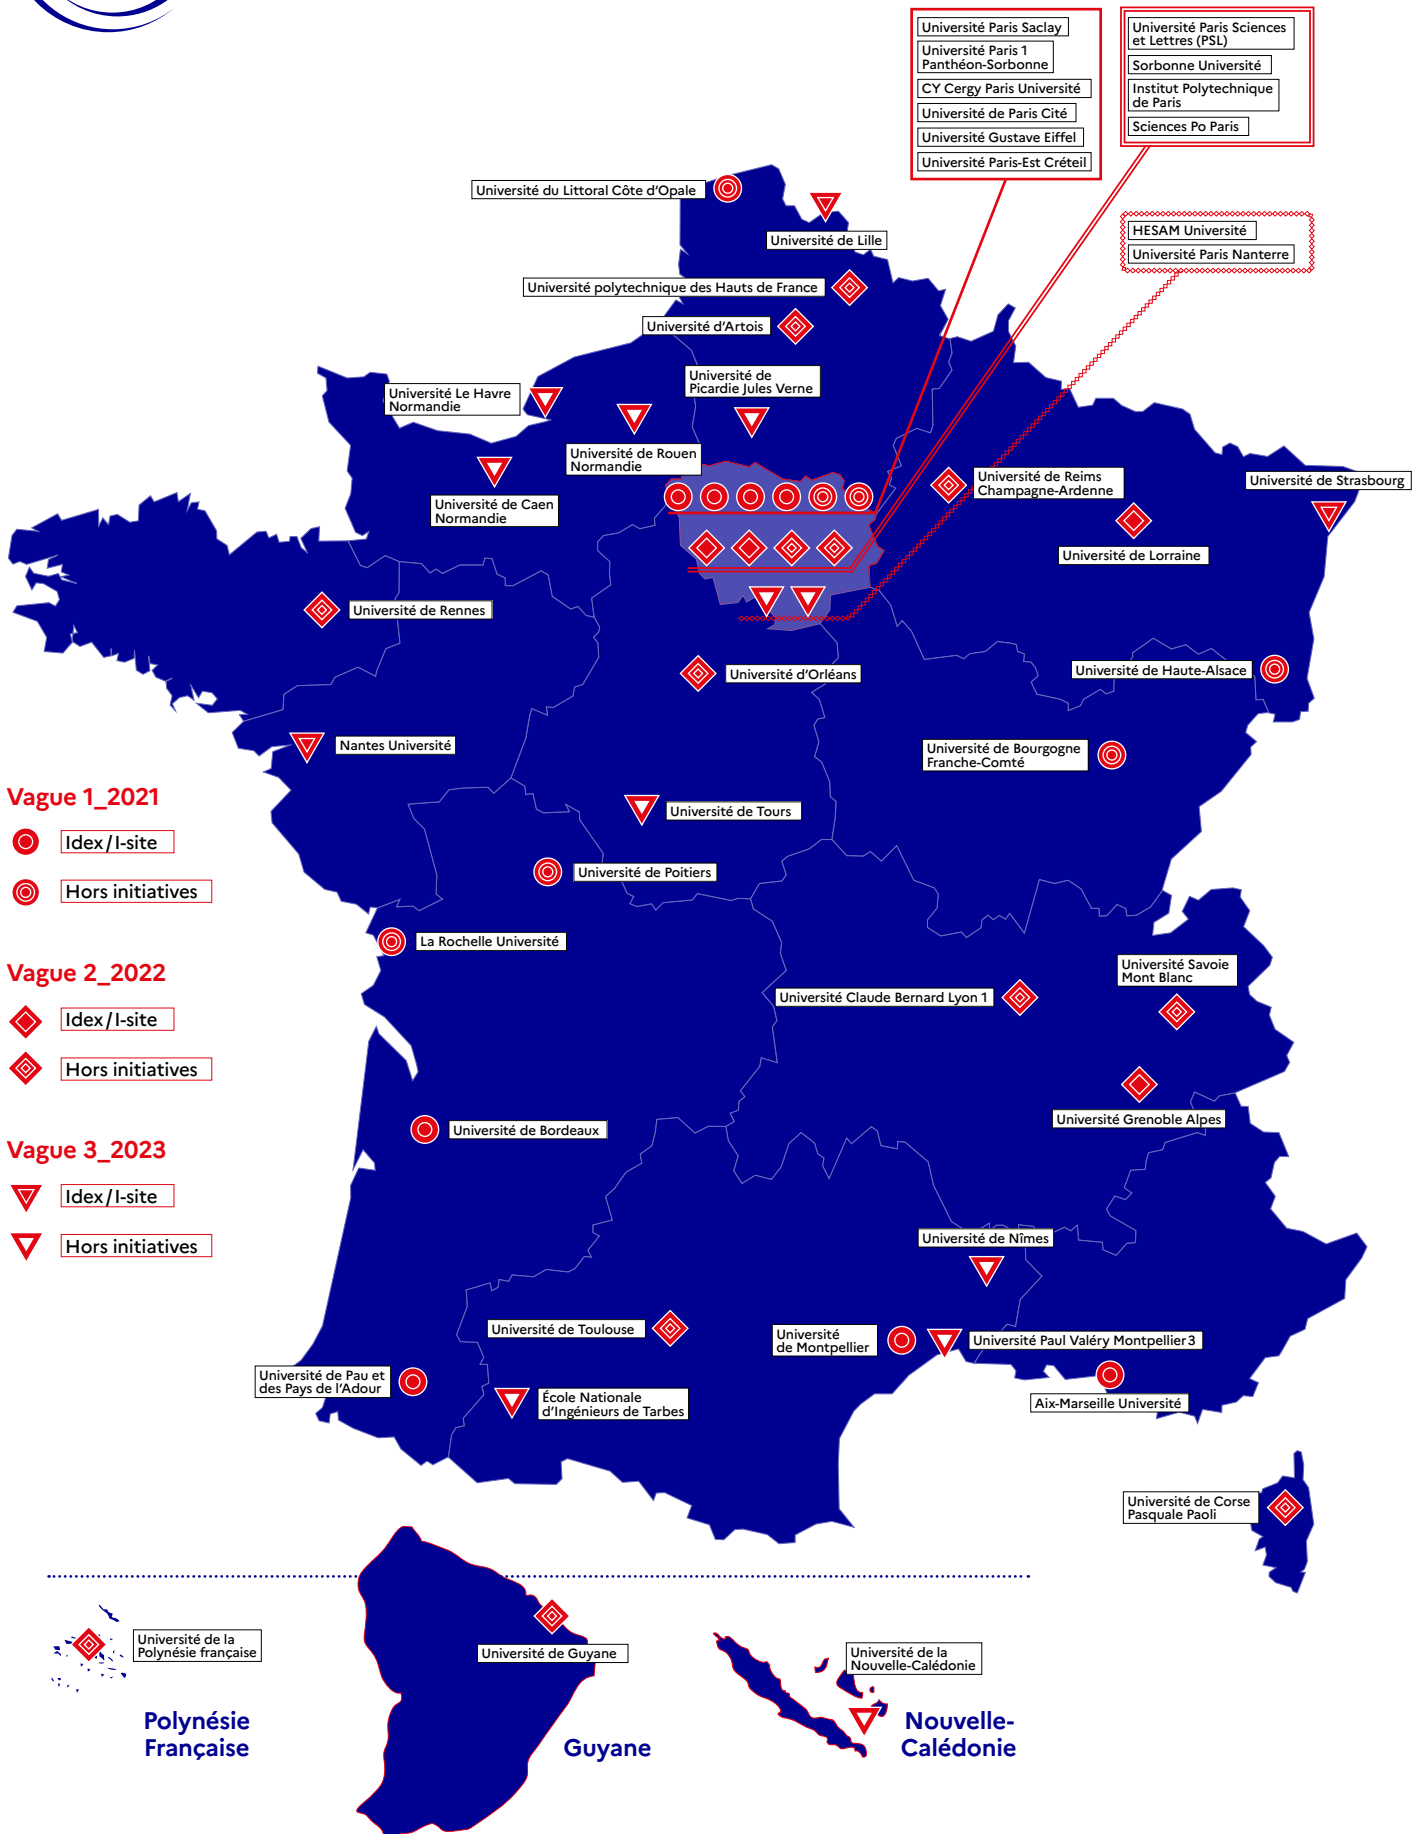 Université Paris Saclay
Université Paris 1
Panthéon-Sorbonne
CY Cergy Paris Université
Université de Paris Cité
Université Gustave Eiffel
Université Paris-Est Créteil
Université Paris Sciences
et Lettres (PSL)
Sorbonne Université
Institut Polytechnique
de Paris
Sciences Po Paris
HESAM Université
Université Paris Nanterre
Université du Littoral Côte d'Opale
Université de Lille
Université polytechnique des Hauts de France
Université d'Artois
Université de
Picardie Jules Verne
Université Le Havre
Normandie
Université de Rouen
Normandie
Université de Caen
Normandie
Université de Reims
Champagne-Ardenne
Université de Strasbourg
Université de Lorraine
Université de Rennes
Université d'Orléans
Université de Haute-Alsace
Nantes Université
Université de Bourgogne
Franche-Comté
Université de Tours
Université de Poitiers
La Rochelle Université
Vague 1_2021
Idex/I-site
Hors initiatives
Vague 2_2022
Idex/I-site
Hors initiatives
Vague 3_2023
Idex/I-site
Hors initiatives
Université Savoie
Mont Blanc
Université Claude Bernard Lyon 1
Université Grenoble Alpes
Université de Bordeaux
Université de Nîmes
Université de Toulouse
Université
de Montpellier
Université Paul Valéry Montpellier 3
Université de Pau et
des Pays de l'Adour
École Nationale
d'Ingénieurs de Tarbes
Aix-Marseille Université
Université de Corse
Pasquale Paoli
Université de la
Polynésie française
Polynésie
Française
Université de Guyane
Guyane
Université de la
Nouvelle-Calédonie
Nouvelle-
Calédonie